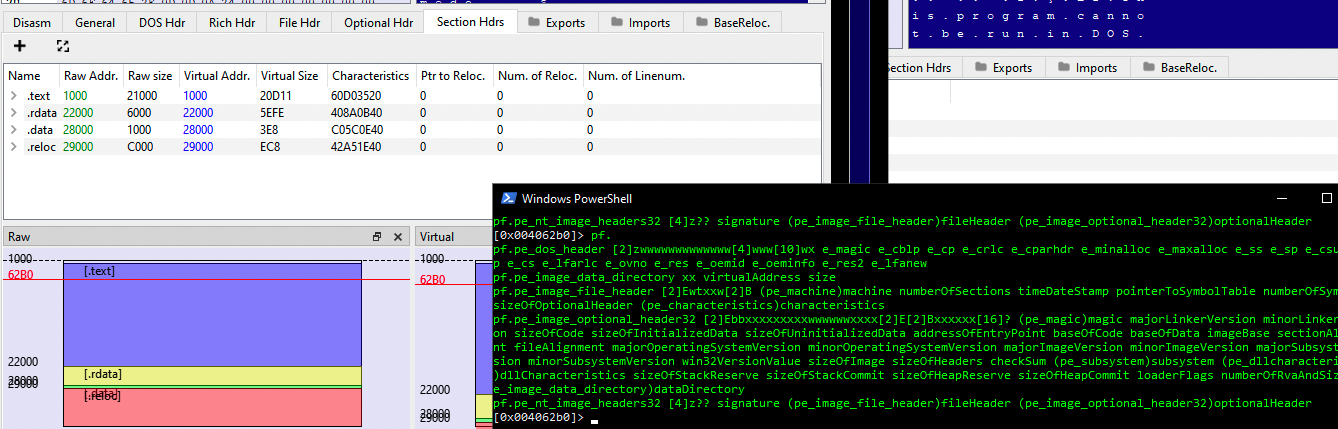 is.program.canno
t.be.run.in.DOS.
Disasm General DOS Hdr Rich Hdr File Hdr Optional Hdr Section Hdrs Exports Imports BaseReloc.
Section Hdrs Exports Imports BaseReloc.
Name Raw Addr. Raw size Virtual Addr. Virtual Size Characteristics Ptr to Reloc. Num. of Reloc. Num. of Linenum.
.text 1000 21000 1000 20D11 60D03520 0 0 0
.rdata 22000 6000 22000 5EFE 408A0B40 0 0 0
.data 28000 1000 28000 3E8 C05C0E40 0 0 0
.reloc 29000 C000 29000 EC8 42A51E40 0 0 0
Raw
1000
62B0
[.text]
22000
[.rdata]
28000
29000
[.data]
[.reloc]
Virtual
1000
62B0
22000
28000
29000
Windows PowerShell
pf.pe_nt_image_headers32 [4]z?? signature (pe_image_file_header)fileHeader (pe_image_optional_header32)optionalHeader
[0x004062b0]> pf.
pf.pe_dos_header [2]zwwwwwwwwwwwww[4]www[10]wx e_magic e_cblp e_cp e_crlc e_cparhdr e_minalloc e_maxalloc e_ss e_sp e_csu
p e_cs e_lfarlc e_ovno e_res e_oemid e_oeminfo e_res2 e_lfanew
pf.pe_image_data_directory xx virtualAddress size
pf.pe_image_file_header [2]Ewtxxw[2]B (pe_machine)machine numberOfSections timeDateStamp pointerToSymbolTable numberOfSym
sizeOfOptionalHeader (pe_characteristics)characteristics
pf.pe_image_optional_header32 [2]Ebbxxxxxxxxxwwwwwwxxxx[2]E[2]Bxxxxxx[16]? (pe_magic)magic majorLinkerVersion minorLinker
on sizeOfCode sizeOfInitializedData sizeOfUninitializedData addressOfEntryPoint baseOfCode baseOfData imageBase sectionAl
nt fileAlignment majorOperatingSystemVersion minorOperatingSystemVersion majorImageVersion minorImageVersion majorSubsys
sion minorSubsystemVersion win32VersionValue sizeOfImage sizeOfHeaders checkSum (pe_subsystem)subsystem (pe_dllcharacteri
)dllCharacteristics sizeOfStackReserve sizeOfStackCommit sizeOfHeapReserve sizeOfHeapCommit loaderFlags numberOfRvaAndSiz
e_image_data_directory)dataDirectory
pf.pe_nt_image_headers32 [4]z?? signature (pe_image_file_header)fileHeader (pe_image_optional_header32)optionalHeader
[0x004062b0]>